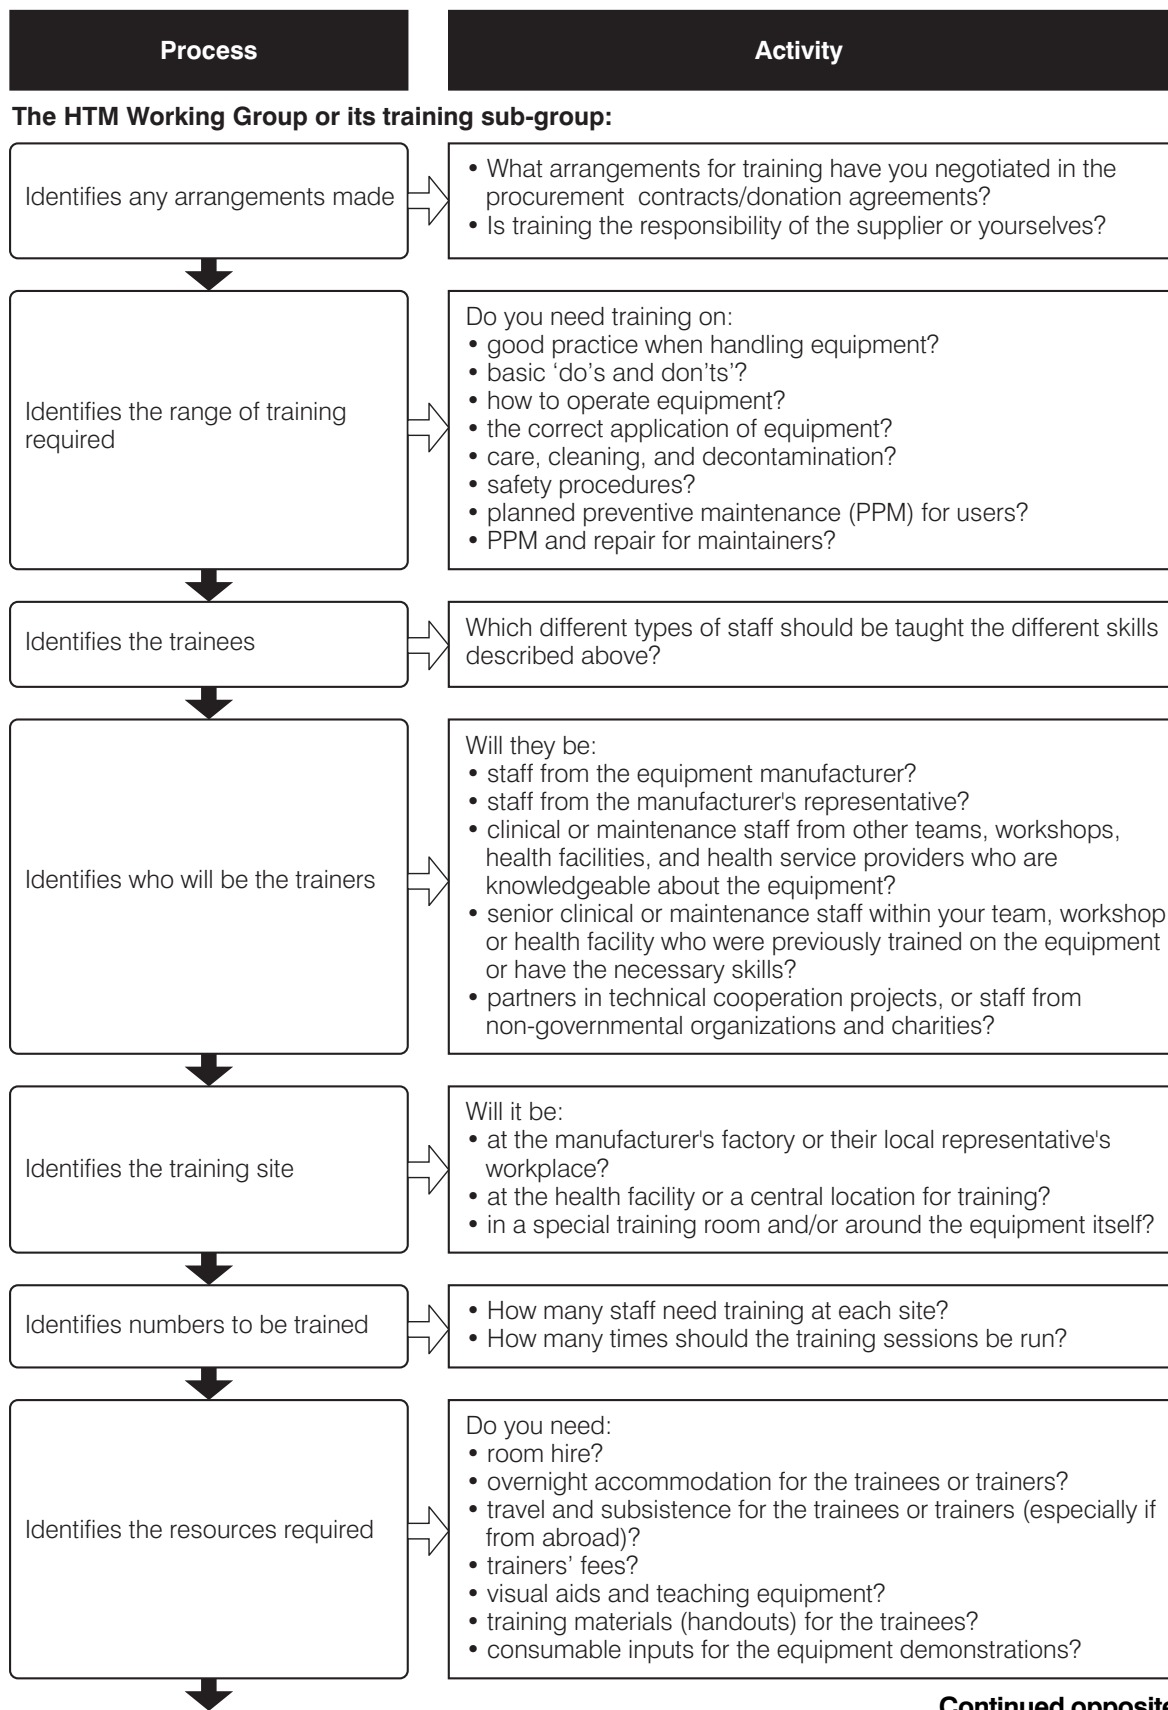 Process
Activity
The HTM Working Group or its training sub-group:
Identifies any arrangements made
• What arrangements for training have you negotiated in the
procurement contracts/donation agreements?
• Is training the responsibility of the supplier or yourselves?
Identifies the range of training
required
Do you need training on:
• good practice when handling equipment?
• basic ‘do’s and don’ts’?
• how to operate equipment?
• the correct application of equipment?
• care, cleaning, and decontamination?
• safety procedures?
• planned preventive maintenance (PPM) for users?
• PPM and repair for maintainers?
Identifies the trainees
Which different types of staff should be taught the different skills
described above?
Identifies who will be the trainers
Will they be:
• staff from the equipment manufacturer?
• staff from the manufacturer's representative?
• clinical or maintenance staff from other teams, workshops,
health facilities, and health service providers who are
knowledgeable about the equipment?
• senior clinical or maintenance staff within your team, workshop
or health facility who were previously trained on the equipment
or have the necessary skills?
• partners in technical cooperation projects, or staff from
non-governmental organizations and charities?
Identifies the training site
Will it be:
• at the manufacturer's factory or their local representative's
workplace?
• at the health facility or a central location for training?
• in a special training room and/or around the equipment itself?
Identifies numbers to be trained
• How many staff need training at each site?
• How many times should the training sessions be run?
Identifies the resources required
Do you need:
• room hire?
• overnight accommodation for the trainees or trainers?
• travel and subsistence for the trainees or trainers (especially if
from abroad)?
• trainers’ fees?
• visual aids and teaching equipment?
• training materials (handouts) for the trainees?
• consumable inputs for the equipment demonstrations?
Continued opposite